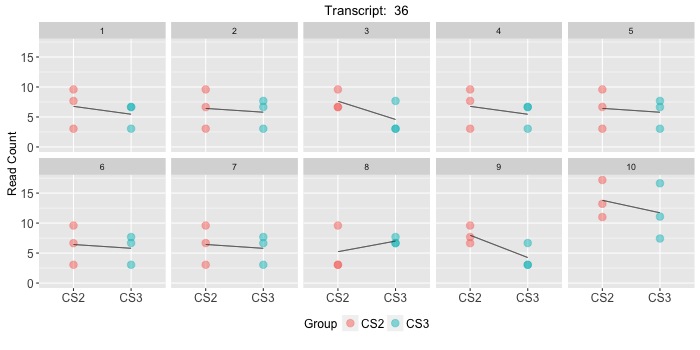 Transcript:  36
1 2 3 4 5
15
10
5
0
Read Count
6 7 8 9 10
15
10
5
0
CS2 CS3 CS2 CS3 CS2 CS3 CS2 CS3 CS2 CS3
Group CS2 CS3